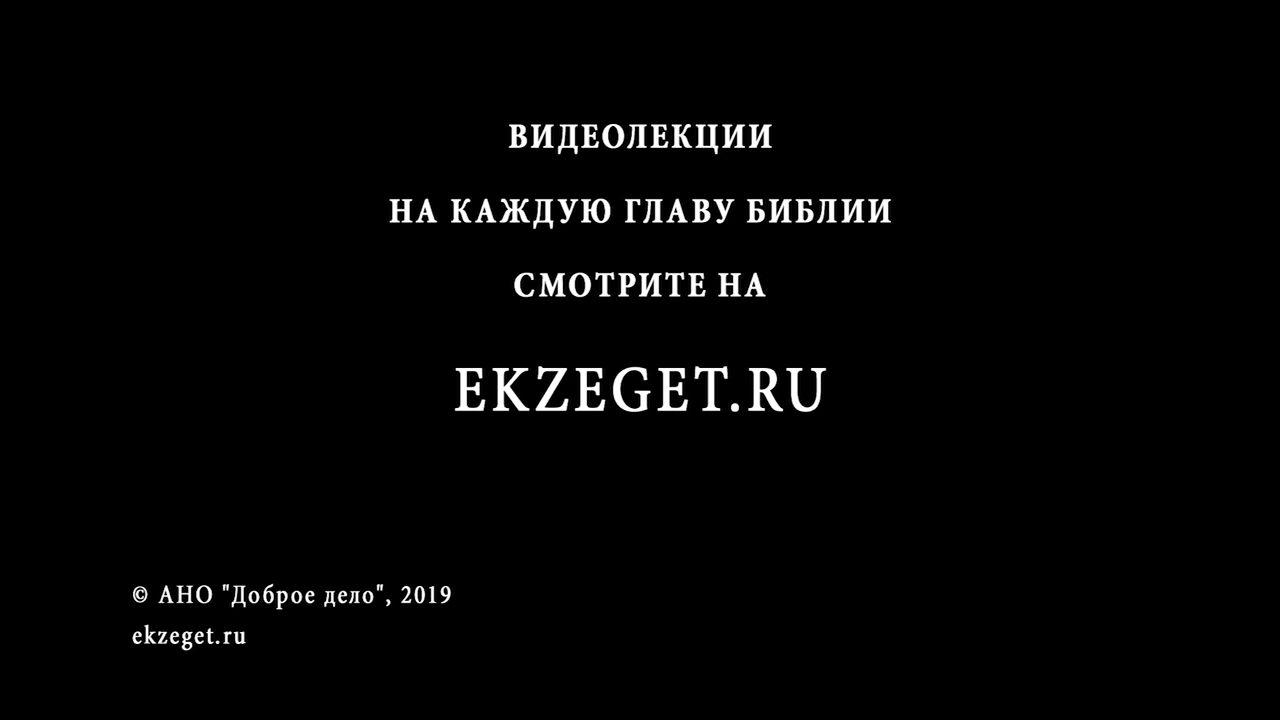 ВИДЕОЛЕКЦИИ
НА КАЖДУЮ ГЛАВУ БИБЛИИ
СМОТРИТЕ НА
EKZEGET.RU
© АНО "Доброе дело", 2019
ekzeget.ru